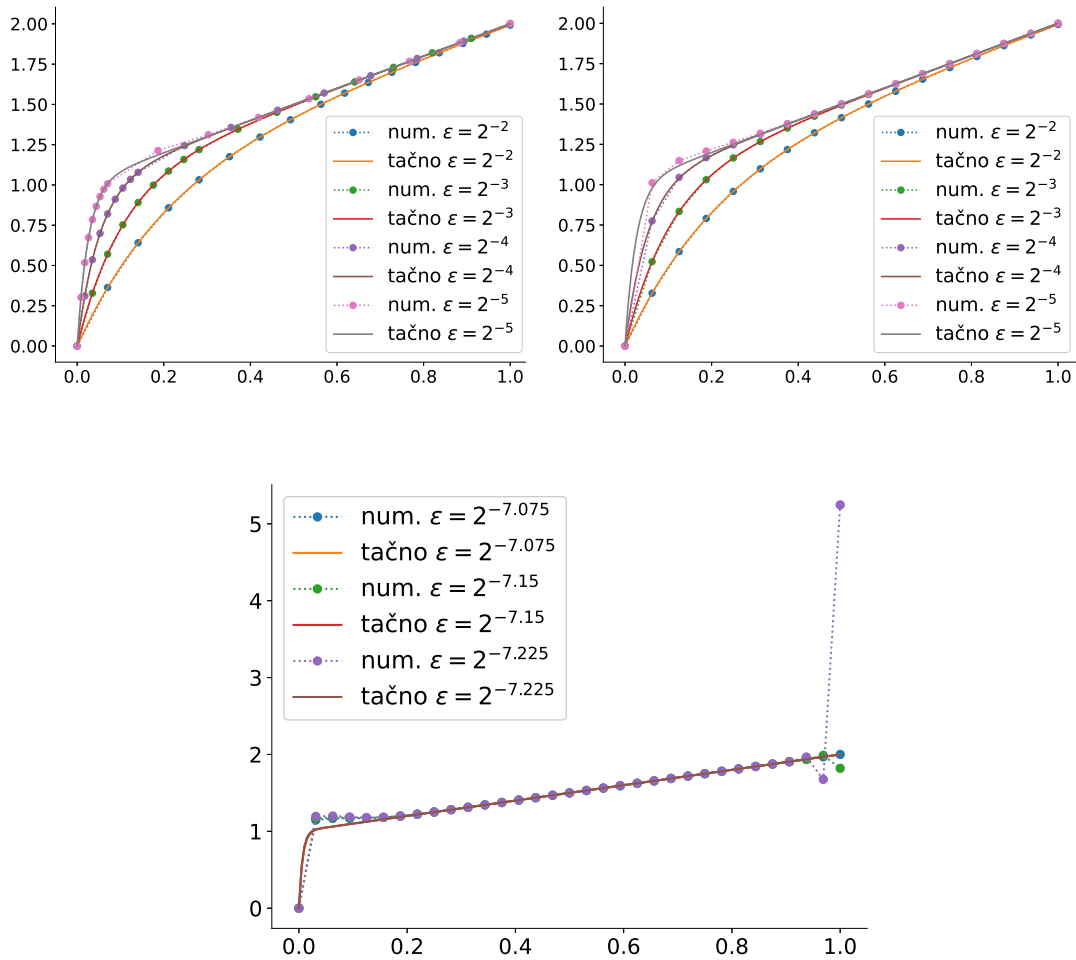 2.00
1.75
1.50
1.25
1.00
0.75
0.50
0.25
0.00
0.0 0.2 0.4 0.6 0.8 1.0
num. ε = 2⁻²
tačno ε = 2⁻²
num. ε = 2⁻³
tačno ε = 2⁻³
num. ε = 2⁻⁴
tačno ε = 2⁻⁴
num. ε = 2⁻⁵
tačno ε = 2⁻⁵
2.00
1.75
1.50
1.25
1.00
0.75
0.50
0.25
0.00
0.0 0.2 0.4 0.6 0.8 1.0
num. ε = 2⁻²
tačno ε = 2⁻²
num. ε = 2⁻³
tačno ε = 2⁻³
num. ε = 2⁻⁴
tačno ε = 2⁻⁴
num. ε = 2⁻⁵
tačno ε = 2⁻⁵
5
4
3
2
1
0
0.0 0.2 0.4 0.6 0.8 1.0
num. ε = 2^{-7.075}
tačno ε = 2^{-7.075}
num. ε = 2^{-7.15}
tačno ε = 2^{-7.15}
num. ε = 2^{-7.225}
tačno ε = 2^{-7.225}